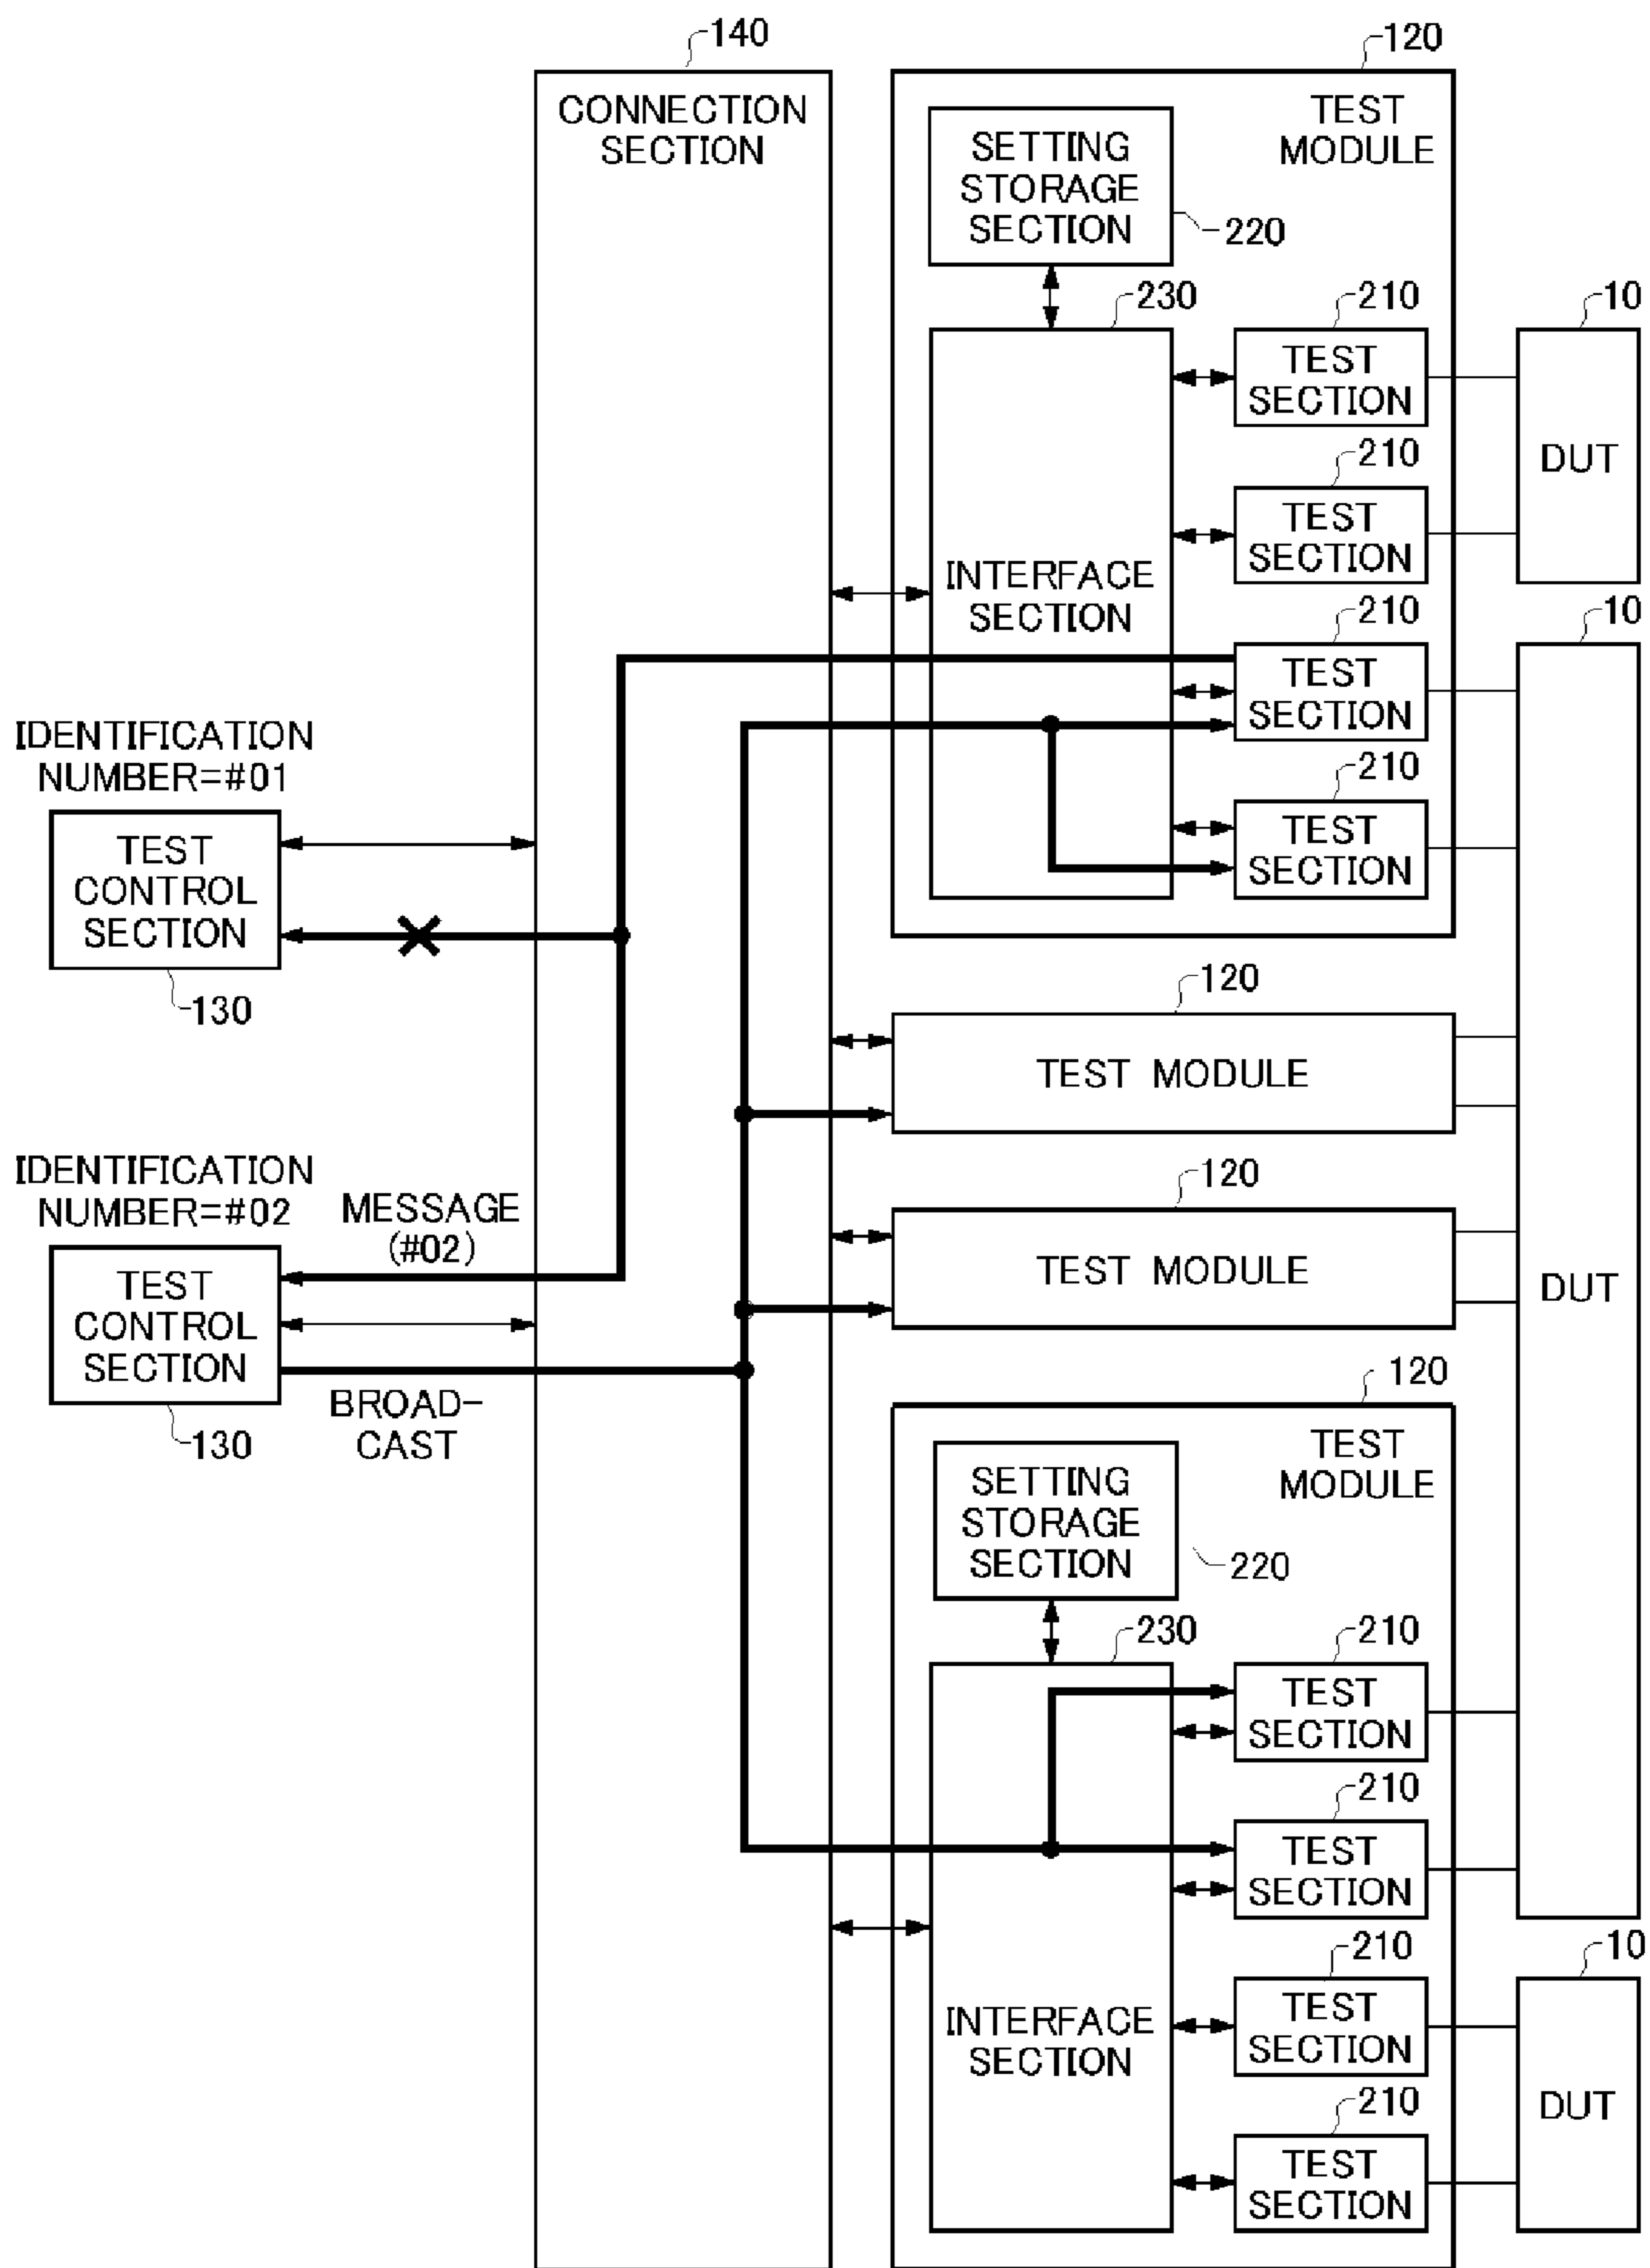 140
CONNECTION
SECTION
120
TEST
MODULE
SETTING
STORAGE
SECTION
220
230
INTERFACE
SECTION
210
TEST
SECTION
210
TEST
SECTION
210
TEST
SECTION
210
TEST
SECTION
10
DUT
10
DUT
IDENTIFICATION
NUMBER=#01
TEST
CONTROL
SECTION
130
120
TEST MODULE
120
TEST MODULE
IDENTIFICATION
NUMBER=#02
TEST
CONTROL
SECTION
130
MESSAGE
(#02)
BROAD-
CAST
120
TEST
MODULE
SETTING
STORAGE
SECTION
220
230
INTERFACE
SECTION
210
TEST
SECTION
210
TEST
SECTION
210
TEST
SECTION
210
TEST
SECTION
10
DUT